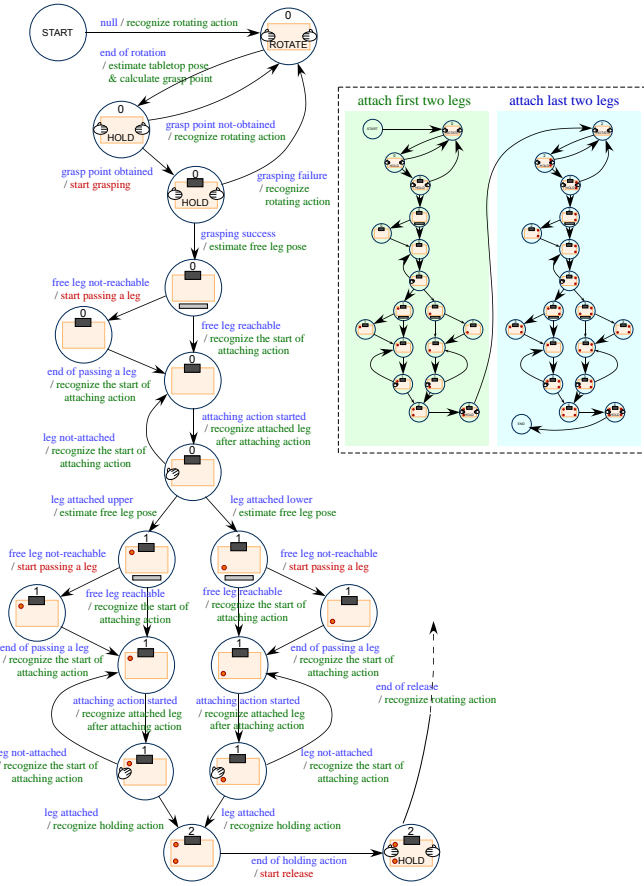 START
null / recognize rotating action
0
ROTATE
end of rotation
/ estimate tabletop pose
& calculate grasp point
0
HOLD
grasp point not-obtained
/ recognize rotating action
grasp point obtained
/ start grasping
0
HOLD
grasping failure
/ recognize
rotating action
grasping success
/ estimate free leg pose
0
free leg not-reachable
/ start passing a leg
0
free leg reachable
/ recognize the start of
attaching action
end of passing a leg
/ recognize the start of
attaching action
0
attaching action started
/ recognize attached leg
after attaching action
leg not-attached
/ recognize the start of
attaching action
0
leg attached upper
/ estimate free leg pose
leg attached lower
/ estimate free leg pose
1
1
free leg not-reachable
/ start passing a leg
free leg not-reachable
/ start passing a leg
1
free leg reachable
/ recognize the start of
attaching action
free leg reachable
/ recognize the start of
attaching action
1
end of passing a leg
/ recognize the start of
attaching action
1
1
end of passing a leg
/ recognize the start of
attaching action
attaching action started
/ recognize attached leg
after attaching action
attaching action started
/ recognize attached leg
after attaching action
eg not-attached
/ recognize the start of
attaching action
1
1
leg not-attached
/ recognize the start of
attaching action
leg attached
/ recognize holding action
leg attached
/ recognize holding action
2
end of holding action
/ start release
2
HOLD
end of release
/ recognize rotating action
attach first two legs
attach last two legs
START
END